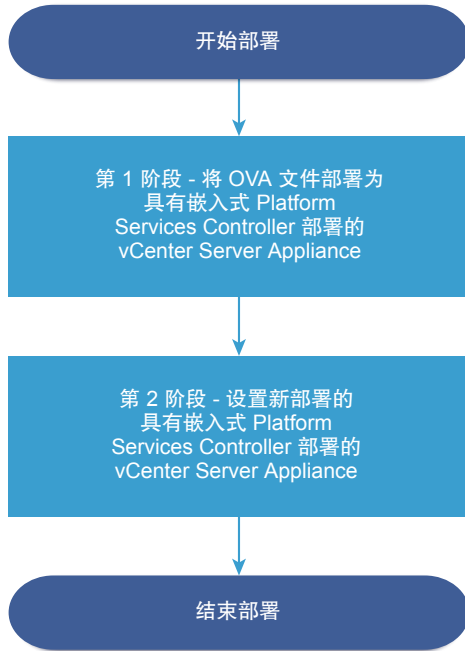 开始部署
第 1 阶段 - 将 OVA 文件部署为
具有嵌入式 Platform
Services Controller 部署的
vCenter Server Appliance
第 2 阶段 - 设置新部署的
具有嵌入式 Platform
Services Controller 部署的
vCenter Server Appliance
结束部署